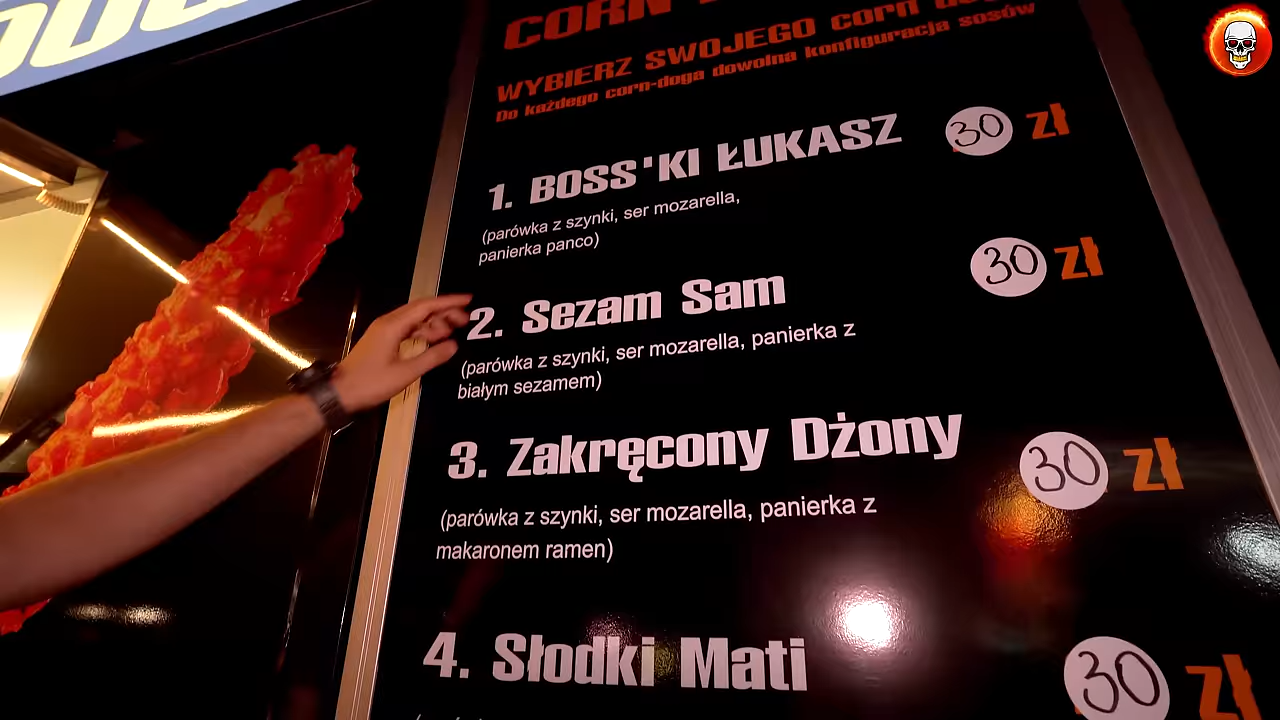 CORN
WYBIERZ SWOJEGO corn
Do każdego corn-doga dowolna konfiguracja sosów
1. BOSS'KI ŁUKASZ 30 zł
(parówka z szynki, ser mozarella,
panierka panco)
2. Sezam Sam 30 zł
(parówka z szynki, ser mozarella, panierka z
białym sezamem)
3. Zakręcony Dżony 30 zł
(parówka z szynki, ser mozarella, panierka z
makaronem ramen)
4. Słodki Mati 30 zł